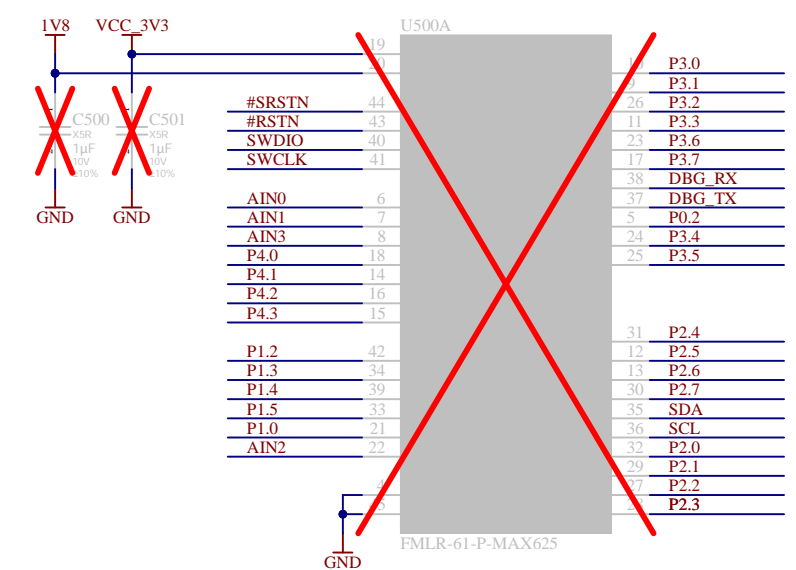 1V8 VCC_3V3 U500A
19
20
P3.0
P3.1
#SRSTN 44 26 P3.2
#RSTN 43 11 P3.3
SWDIO 40 23 P3.6
SWCLK 41 17 P3.7
38 DBG_RX
AIN0 6 37 DBG_TX
AIN1 7 5 P0.2
AIN3 8 24 P3.4
P4.0 18 25 P3.5
P4.1 14
P4.2 16
P4.3 15
C500 C501
X5R X5R
1µF 1µF
10V 10V
±10% ±10%
GND GND
31 P2.4
P1.2 42 12 P2.5
P1.3 34 13 P2.6
P1.4 39 30 P2.7
P1.5 33 35 SDA
P1.0 21 36 SCL
AIN2 22 32 P2.0
29 P2.1
27 P2.2
P2.3
FMLR-61-P-MAX625
GND